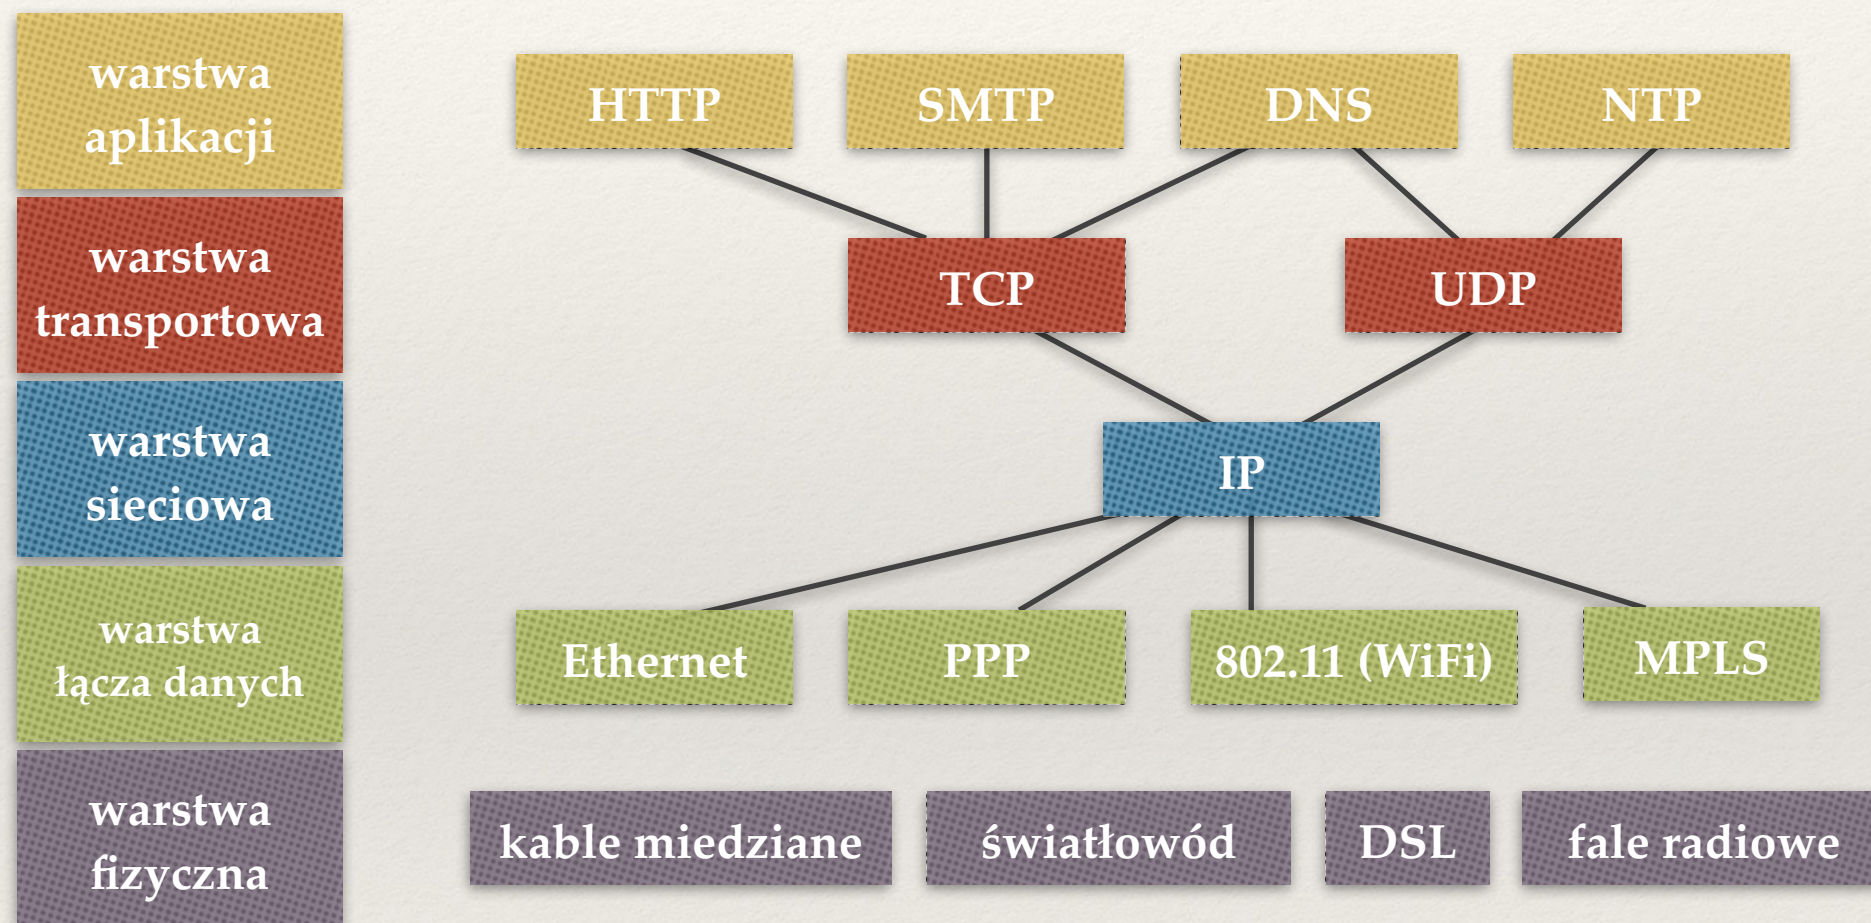 warstwa
aplikacji
HTTP
SMTP
DNS
NTP
warstwa
transportowa
TCP
UDP
warstwa
sieciowa
IP
warstwa
łącza danych
Ethernet
PPP
802.11 (WiFi)
MPLS
warstwa
fizyczna
kable miedziane
światłowód
DSL
fale radiowe